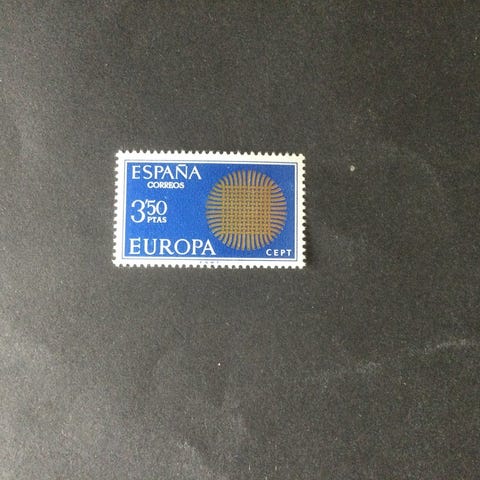 ESPAÑA
CORREOS
3'50
PTAS
EUROPA
CEPT